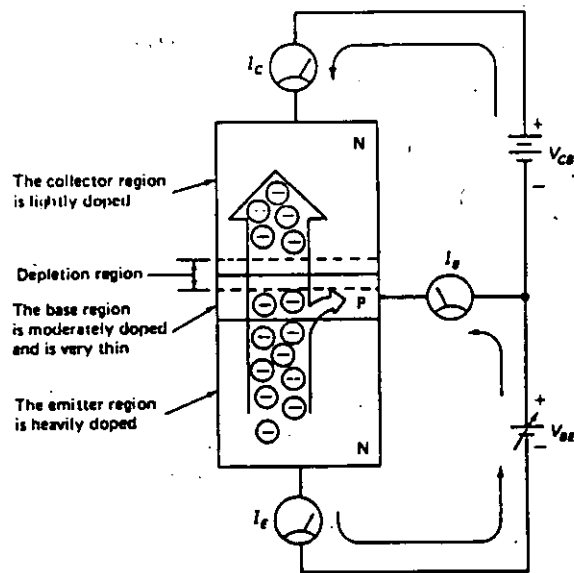 I_C
N
+
V_CB
−
The collector region
is lightly doped
Depletion region
I_B
P
The base region
is moderately doped
and is very thin
+
V_BE
−
The emitter region
is heavily doped
N
I_E